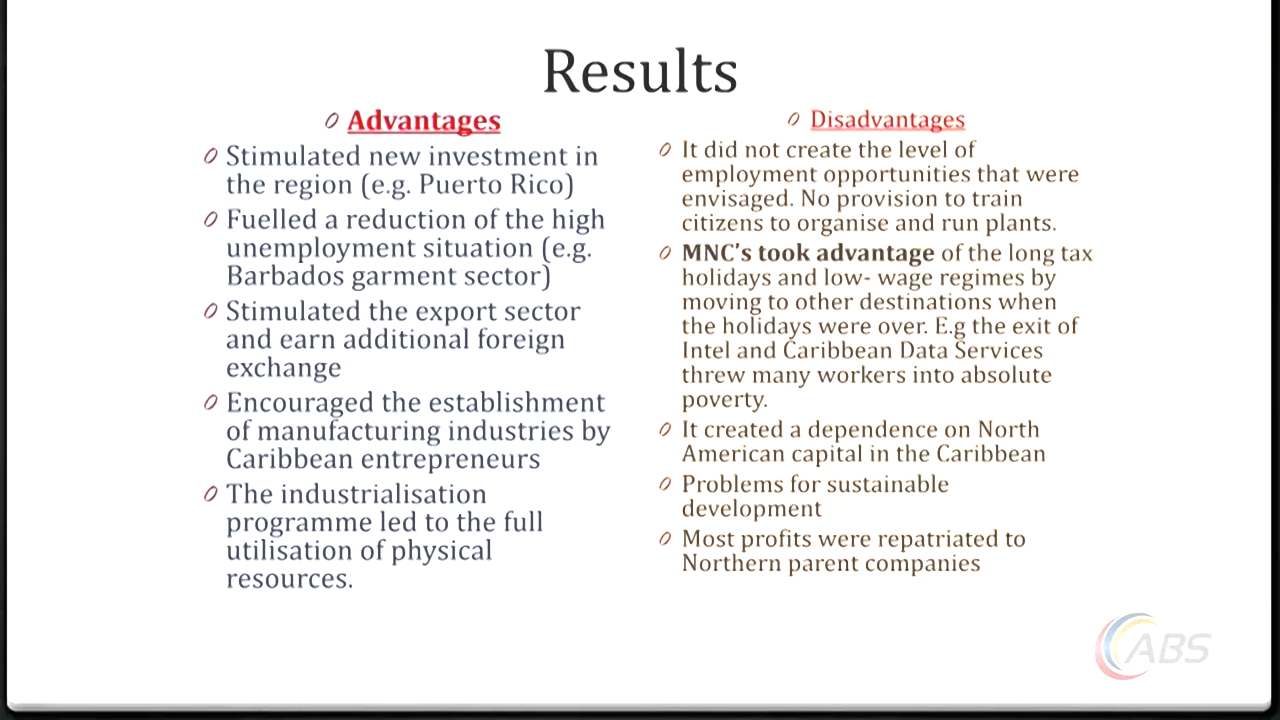 Results
Advantages
Stimulated new investment in
the region (e.g. Puerto Rico)
Fuelled a reduction of the high
unemployment situation (e.g.
Barbados garment sector)
Stimulated the export sector
and earn additional foreign
exchange
Encouraged the establishment
of manufacturing industries by
Caribbean entrepreneurs
The industrialisation
programme led to the full
utilisation of physical
resources.
Disadvantages
It did not create the level of
employment opportunities that were
envisaged. No provision to train
citizens to organise and run plants.
MNC's took advantage of the long tax
holidays and low- wage regimes by
moving to other destinations when
the holidays were over. E.g the exit of
Intel and Caribbean Data Services
threw many workers into absolute
poverty.
It created a dependence on North
American capital in the Caribbean
Problems for sustainable
development
Most profits were repatriated to
Northern parent companies
ABS